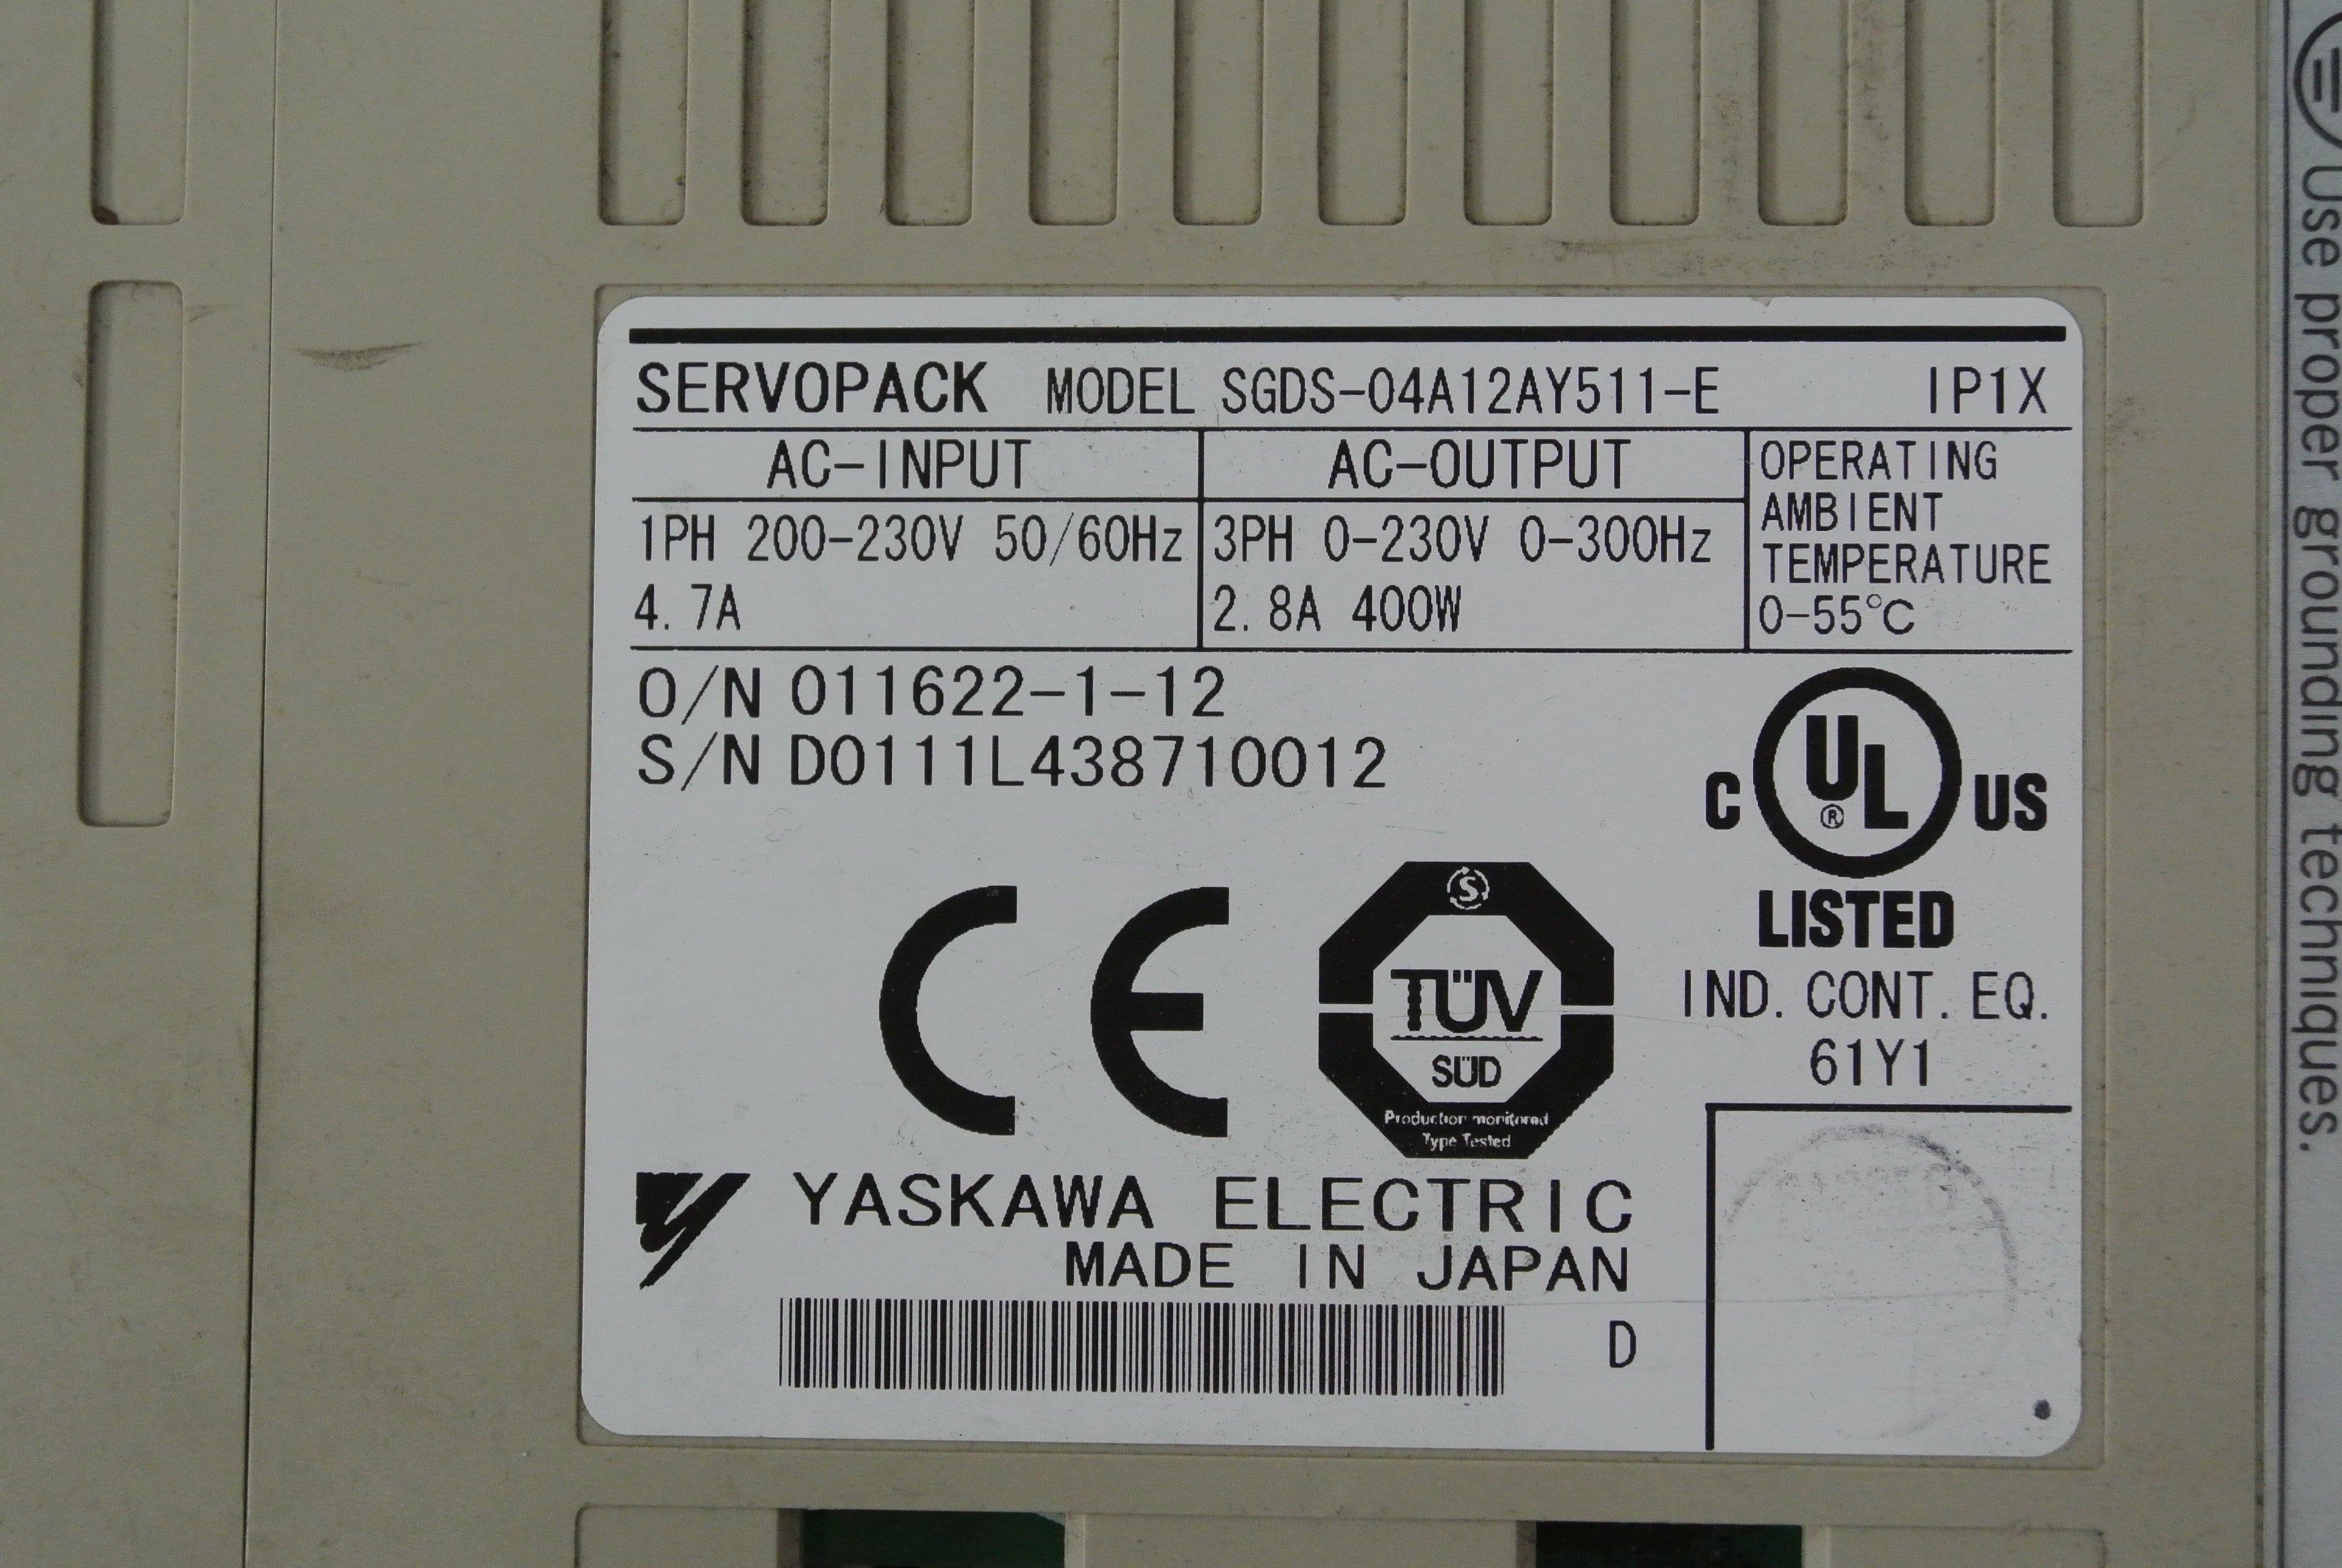 SERVOPACK MODEL SGDS-04A12AY511-E IP1X
AC-INPUT
1PH 200-230V 50/60Hz
4.7A
AC-OUTPUT
3PH 0-230V 0-300Hz
2.8A 400W
OPERATING
AMBIENT
TEMPERATURE
0-55℃
O/N 011622-1-12
S/N D0111L438710012
C UL ® US
LISTED
IND. CONT. EQ.
61Y1
CE
S
TÜV
SÜD
Production monitored
Type Tested
YASKAWA ELECTRIC
MADE IN JAPAN
D
Use proper grounding techniques.